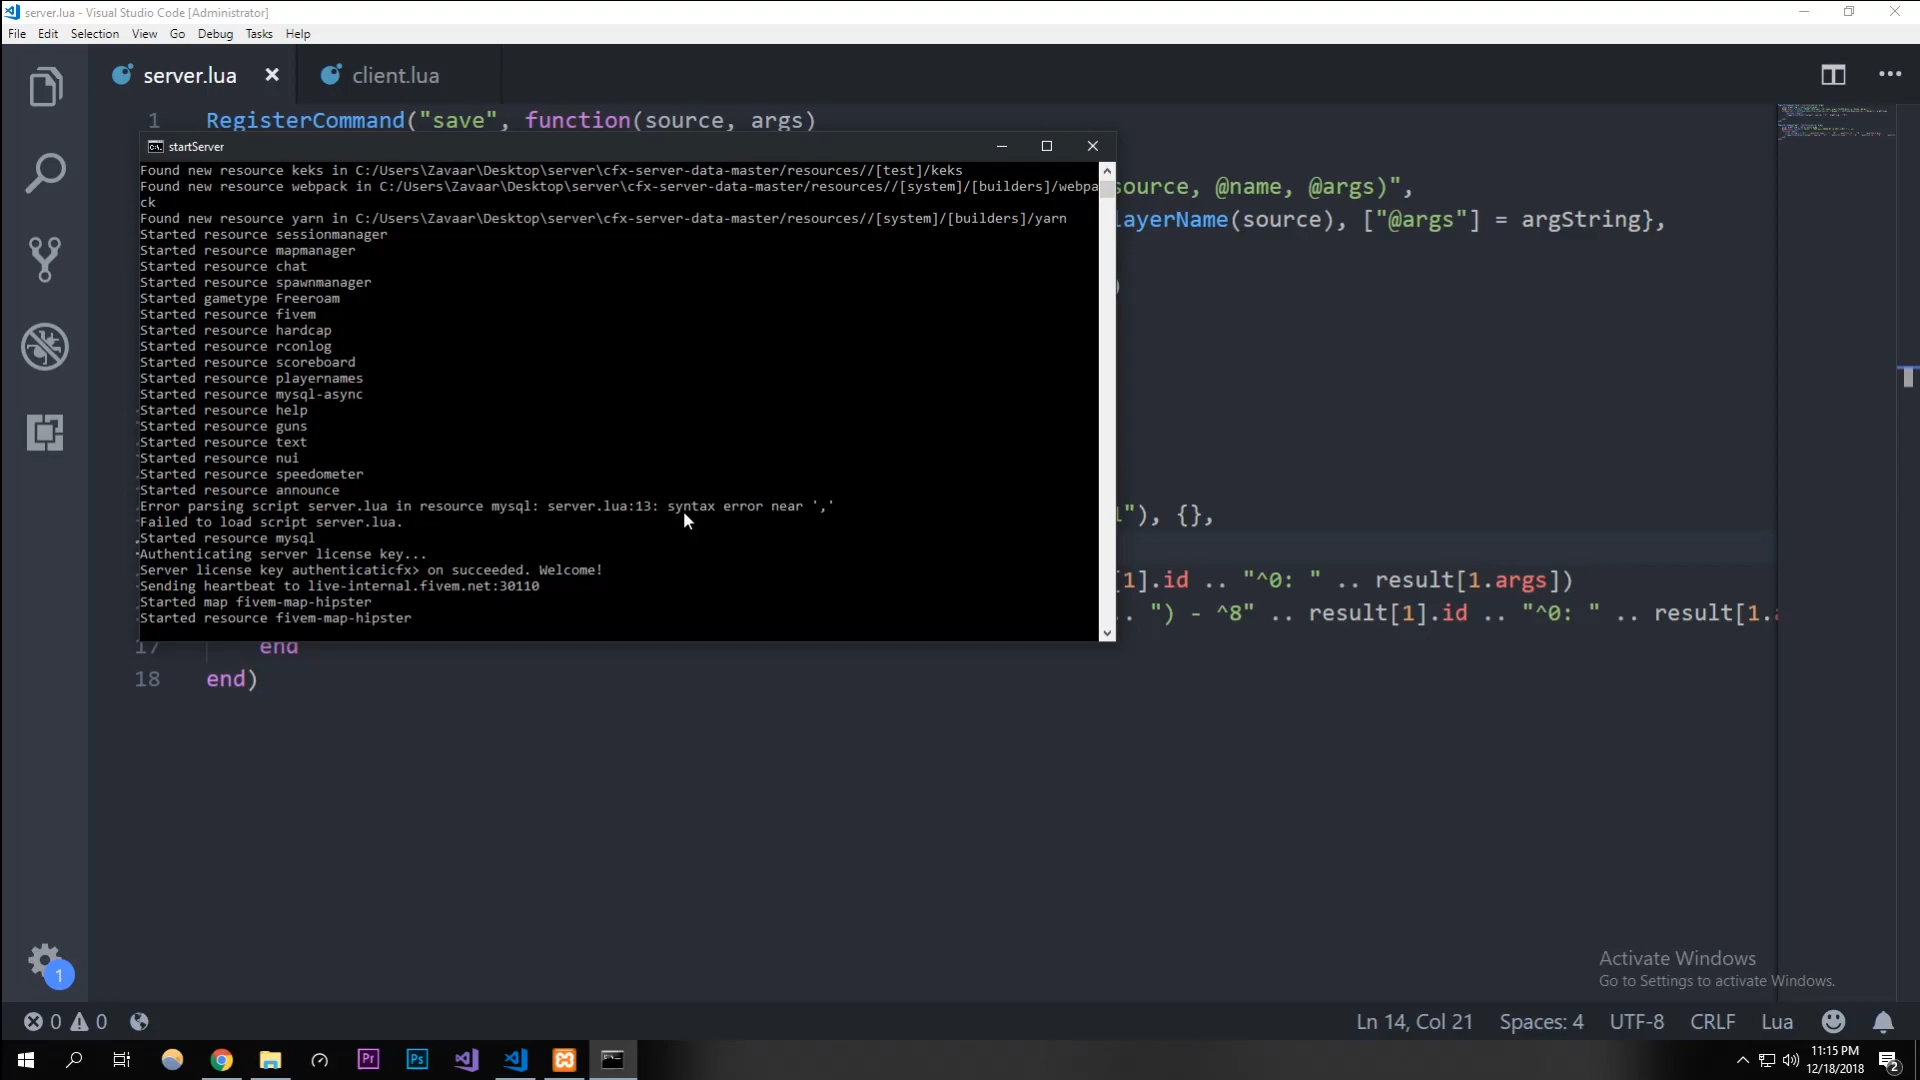 server.lua - Visual Studio Code [Administrator]
File Edit Selection View Go Debug Tasks Help
server.lua client.lua
1 RegisterCommand("save", function(source, args)
startServer
Found new resource keks in C:/Users\Zavaar\Desktop\server\cfx-server-data-master/resources//[test]/keks
Found new resource webpack in C:/Users\Zavaar\Desktop\server\cfx-server-data-master/resources//[system]/[builders]/webpa
ck
Found new resource yarn in C:/Users\Zavaar\Desktop\server\cfx-server-data-master/resources//[system]/[builders]/yarn
Started resource sessionmanager
Started resource mapmanager
Started resource chat
Started resource spawnmanager
Started gametype Freeroam
Started resource fivem
Started resource hardcap
Started resource rconlog
Started resource scoreboard
Started resource playernames
Started resource mysql-async
Started resource help
Started resource guns
Started resource text
Started resource nui
Started resource speedometer
Started resource announce
Error parsing script server.lua in resource mysql: server.lua:13: syntax error near ','
Failed to load script server.lua.
Started resource mysql
Authenticating server license key...
Server license key authenticaticfx> on succeeded. Welcome!
Sending heartbeat to live-internal.fivem.net:30110
Started map fivem-map-hipster
Started resource fivem-map-hipster
source, @name, @args)",
layerName(source), ["@args"] = argString},
)
"), {},
[1].id .. "^0: " .. result[1.args])
. ") - ^8" .. result[1].id .. "^0: " .. result[1.
17 end
18 end)
Activate Windows
Go to Settings to activate Windows.
0 0 Ln 14, Col 21 Spaces: 4 UTF-8 CRLF Lua
1
Pr Ps
11:15 PM
12/18/2018
2